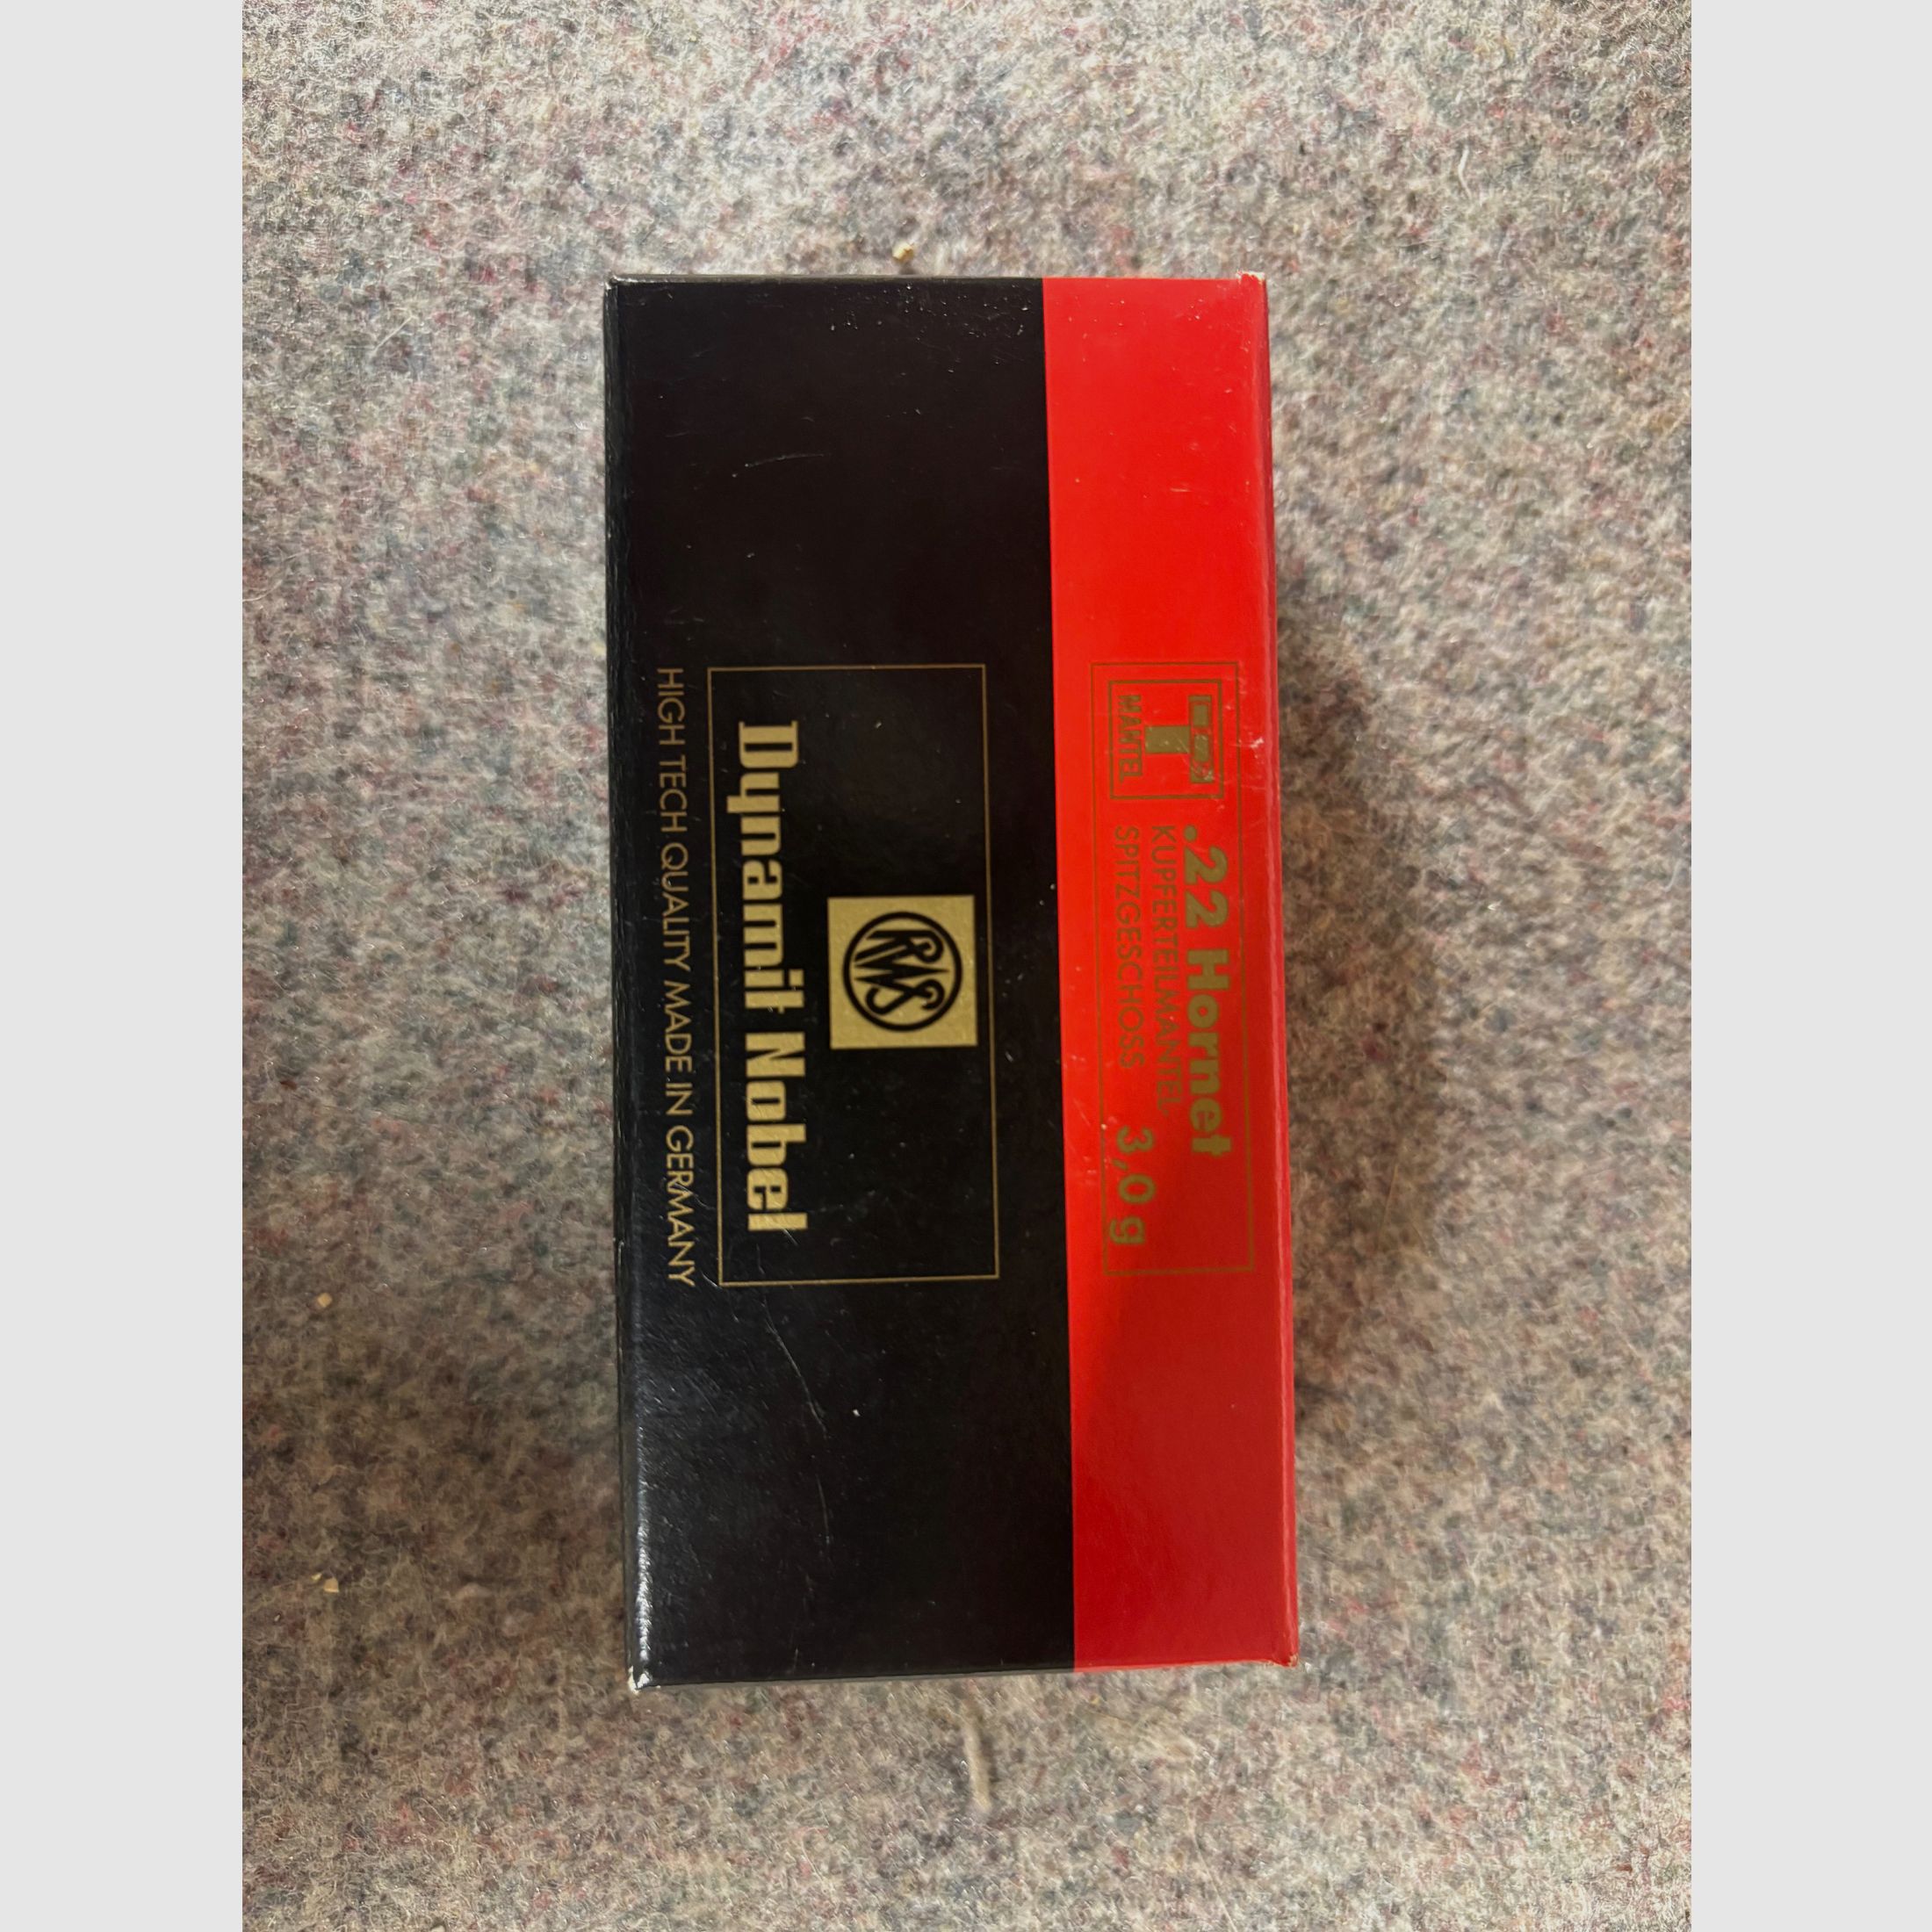 .22 Hornet
KUPFERTEILMANTEL-
SPITZGESCHOSS 3,0 g
T
MANTEL
RWS
Dynamit Nobel
HIGH TECH QUALITY MADE IN GERMANY